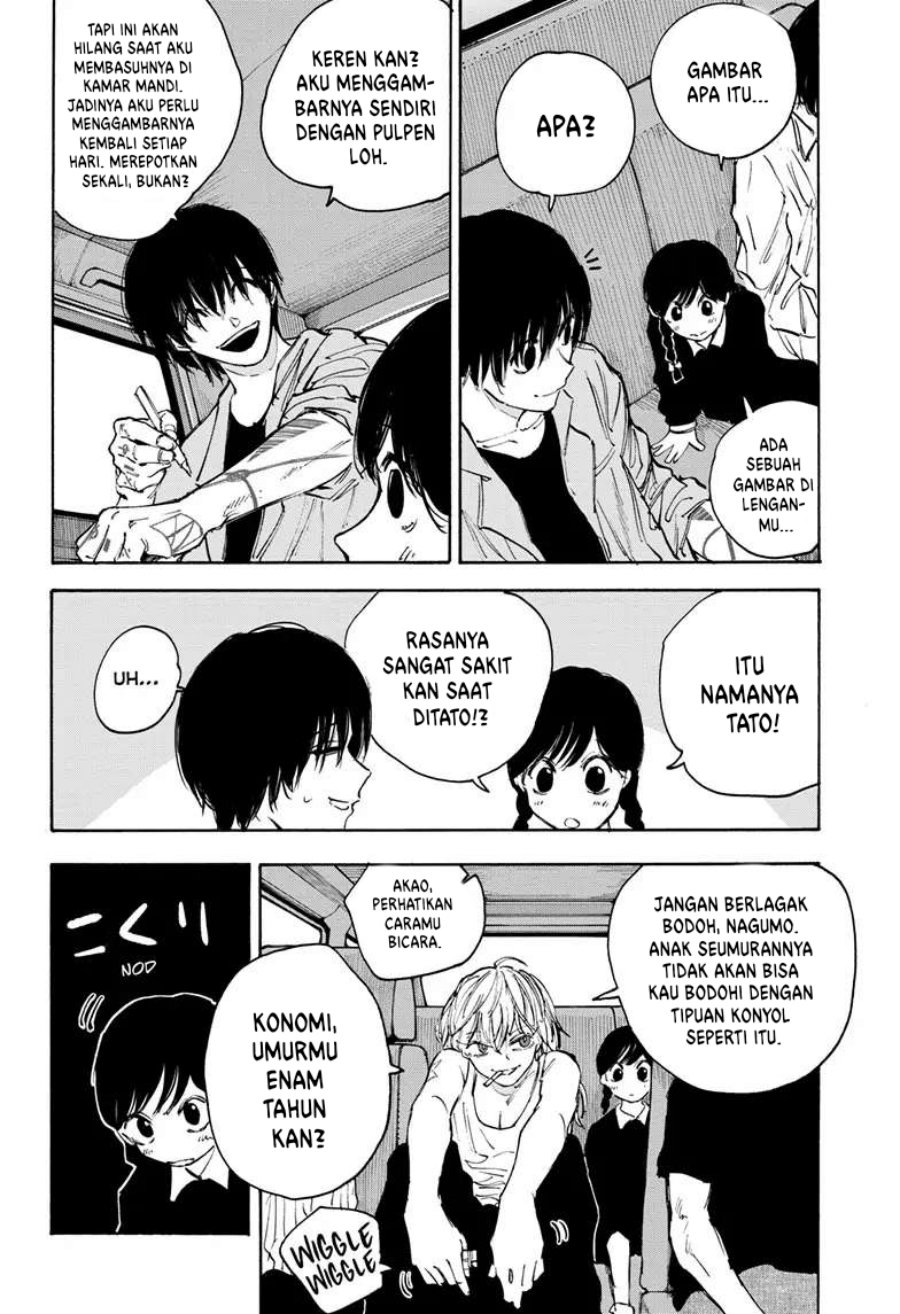 GAMBAR
APA ITU...
APA?
ADA
SEBUAH
GAMBAR DI
LENGAN-
MU...
KEREN KAN?
AKU MENGGAM-
BARNYA SENDIRI
DENGAN PULPEN
LOH.
TAPI INI AKAN
HILANG SAAT AKU
MEMBASUHNYA DI
KAMAR MANDI.
JADINYA AKU PERLU
MENGGAMBARNYA
KEMBALI SETIAP
HARI. MEREPOTKAN
SEKALI, BUKAN?
ITU
NAMANYA
TATO!
RASANYA
SANGAT SAKIT
KAN SAAT
DITATO!?
UH...
JANGAN BERLAGAK
BODOH, NAGUMO.
ANAK SEUMURANNYA
TIDAK AKAN BISA
KAU BODOHI DENGAN
TIPUAN KONYOL
SEPERTI ITU.
AKAO,
PERHATIKAN
CARAMU
BICARA.
KONOMI,
UMURMU
ENAM
TAHUN
KAN?
WIGGLE
WIGGLE
こくり
NOD